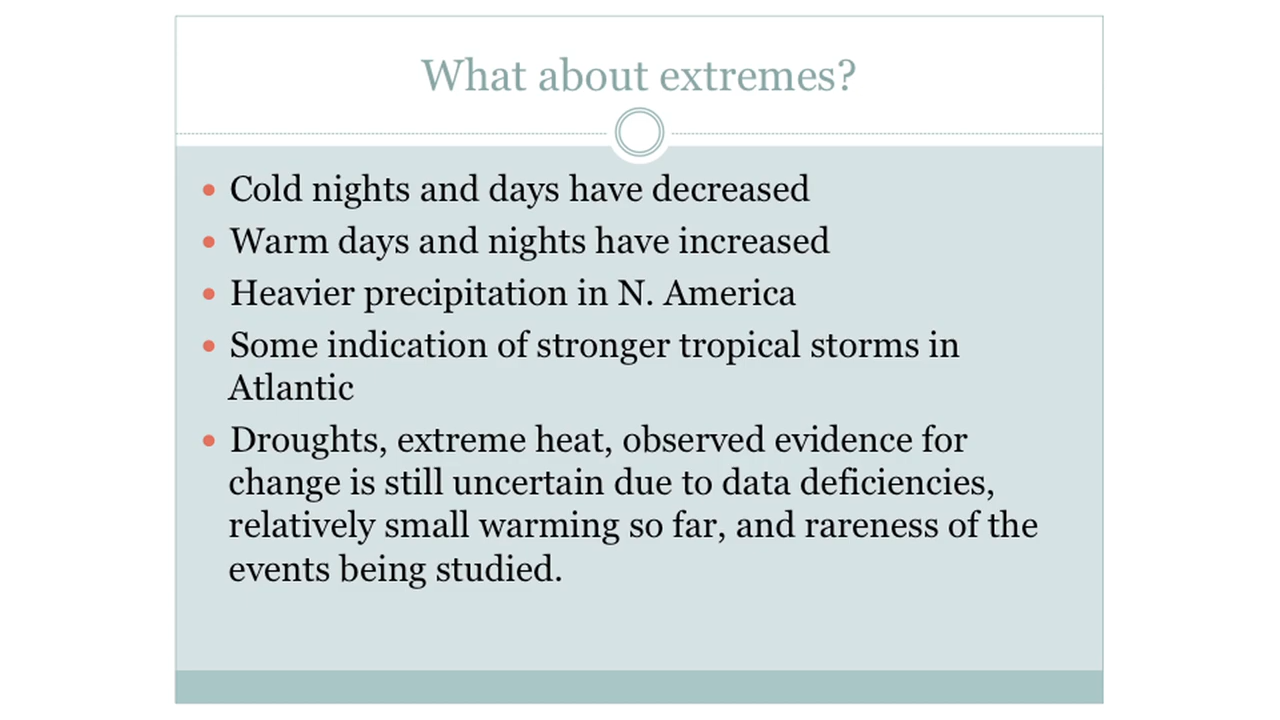 What about extremes?
• Cold nights and days have decreased
• Warm days and nights have increased
• Heavier precipitation in N. America
• Some indication of stronger tropical storms in
Atlantic
• Droughts, extreme heat, observed evidence for
change is still uncertain due to data deficiencies,
relatively small warming so far, and rareness of the
events being studied.